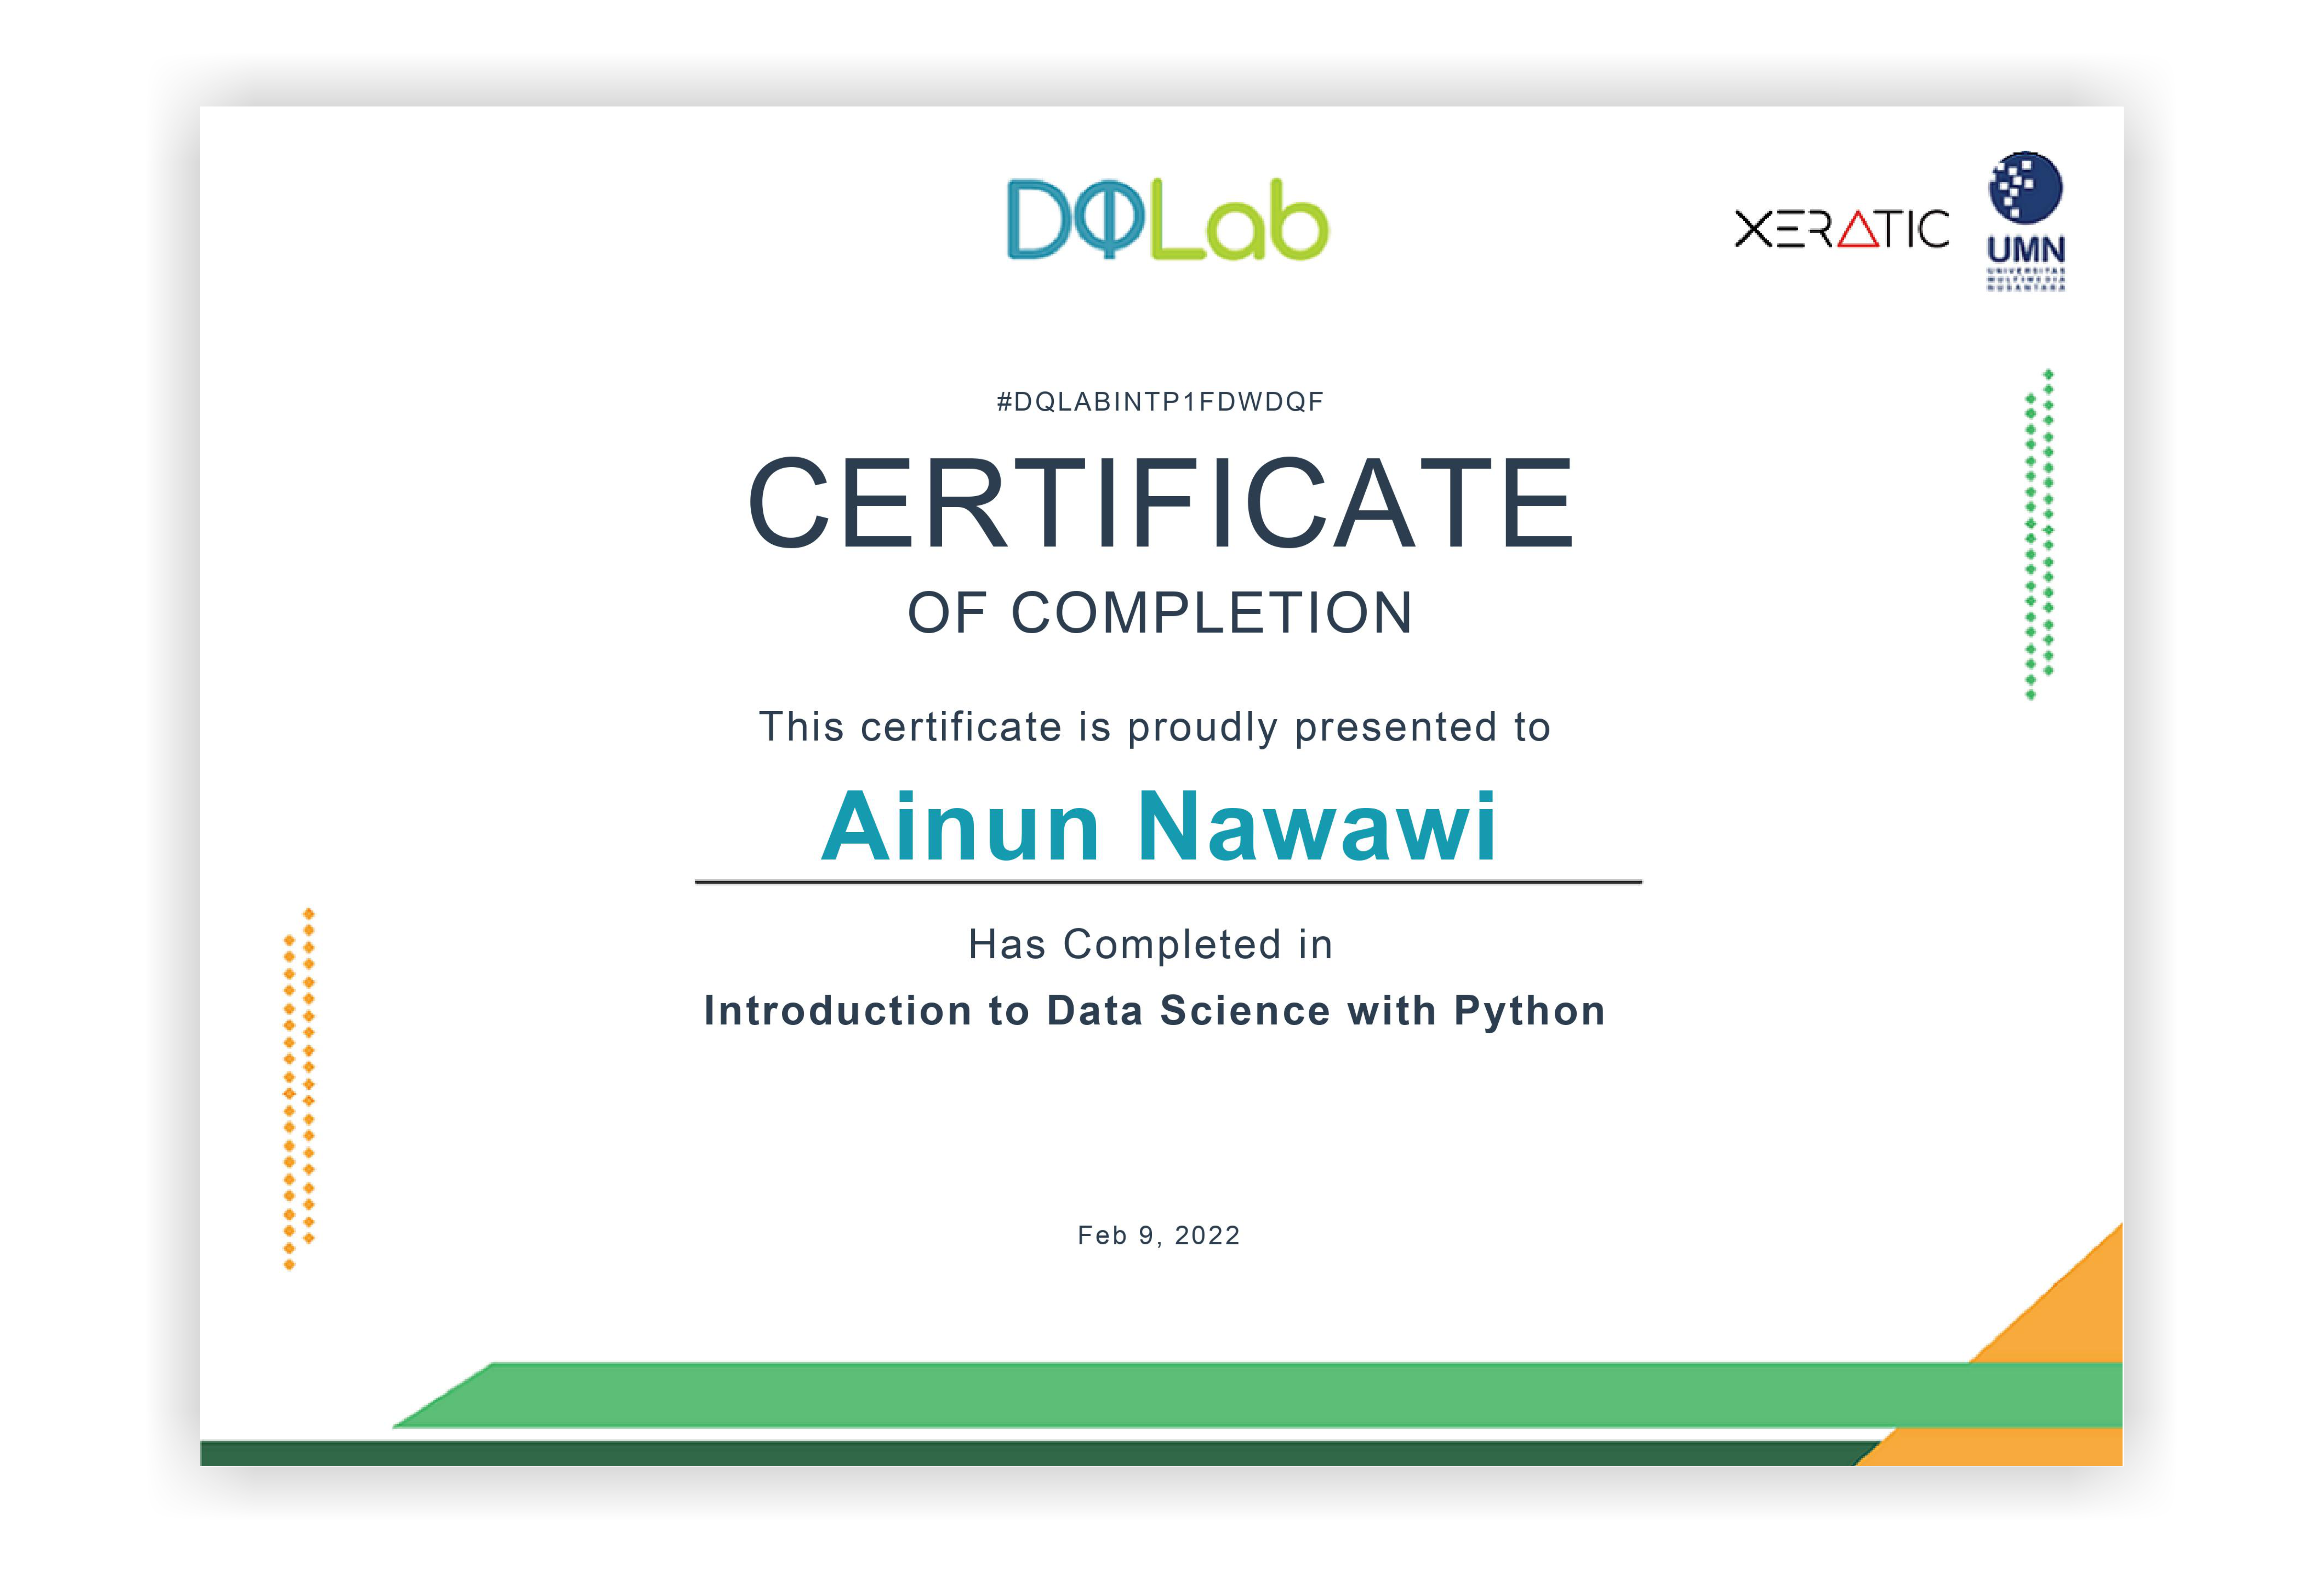 DQLab
XERATIC
UMN
UNIVERSITAS
MULTIMEDIA
NUSANTARA
#DQLABINTP1FDWDQF
CERTIFICATE
OF COMPLETION
This certificate is proudly presented to
Ainun Nawawi
Has Completed in
Introduction to Data Science with Python
Feb 9, 2022